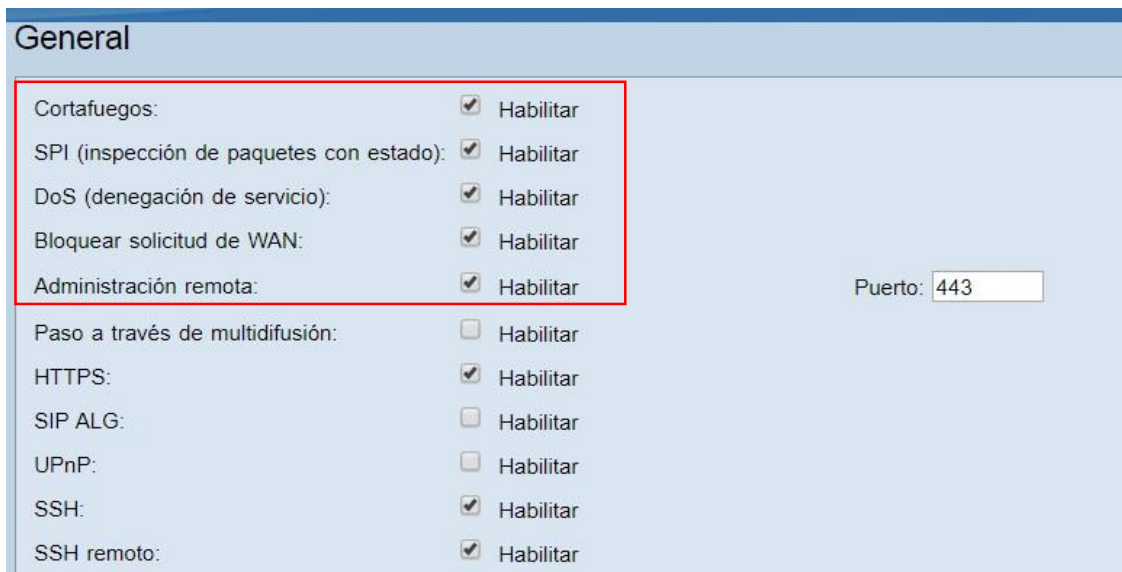 General
Cortafuegos: Habilitar
SPI (inspección de paquetes con estado): Habilitar
DoS (denegación de servicio): Habilitar
Bloquear solicitud de WAN: Habilitar
Administración remota: Habilitar Puerto: 443
Paso a través de multidifusión: Habilitar
HTTPS: Habilitar
SIP ALG: Habilitar
UPnP: Habilitar
SSH: Habilitar
SSH remoto: Habilitar